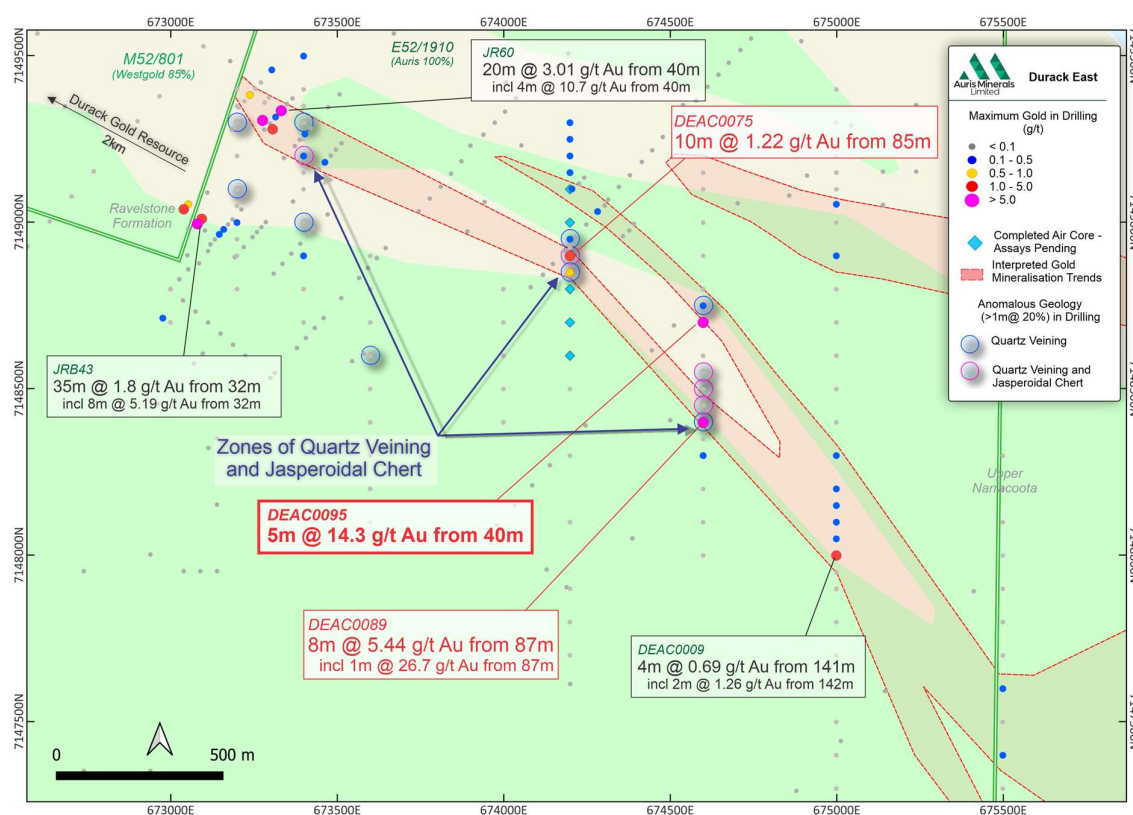 673000E
673500E
674000E
674500E
675000E
675500E
7149500N
7149000N
7148500N
7148000N
7147500N
M52/801
(Westgold 85%)
E52/1910
(Auris 100%)
JR60
20m @ 3.01 g/t Au from 40m
incl 4m @ 10.7 g/t Au from 40m
Durack Gold Resource
2km
DEAC0075
10m @ 1.22 g/t Au from 85m
Ravelstone
Formation
JRB43
35m @ 1.8 g/t Au from 32m
incl 8m @ 5.19 g/t Au from 32m
Zones of Quartz Veining
and Jasperoidal Chert
DEAC0095
5m @ 14.3 g/t Au from 40m
Upper
Narracoota
DEAC0089
8m @ 5.44 g/t Au from 87m
incl 1m @ 26.7 g/t Au from 87m
DEAC0009
4m @ 0.69 g/t Au from 141m
incl 2m @ 1.26 g/t Au from 142m
0
500 m
Auris Minerals
Limited
Durack East
Maximum Gold in Drilling
(g/t)
< 0.1
0.1 - 0.5
0.5 - 1.0
1.0 - 5.0
> 5.0
Completed Air Core -
Assays Pending
Interpreted Gold
Mineralisation Trends
Anomalous Geology
(>1m@ 20%) in Drilling
Quartz Veining
Quartz Veining and
Jasperoidal Chert
673000E
673500E
674000E
674500E
675000E
675500E